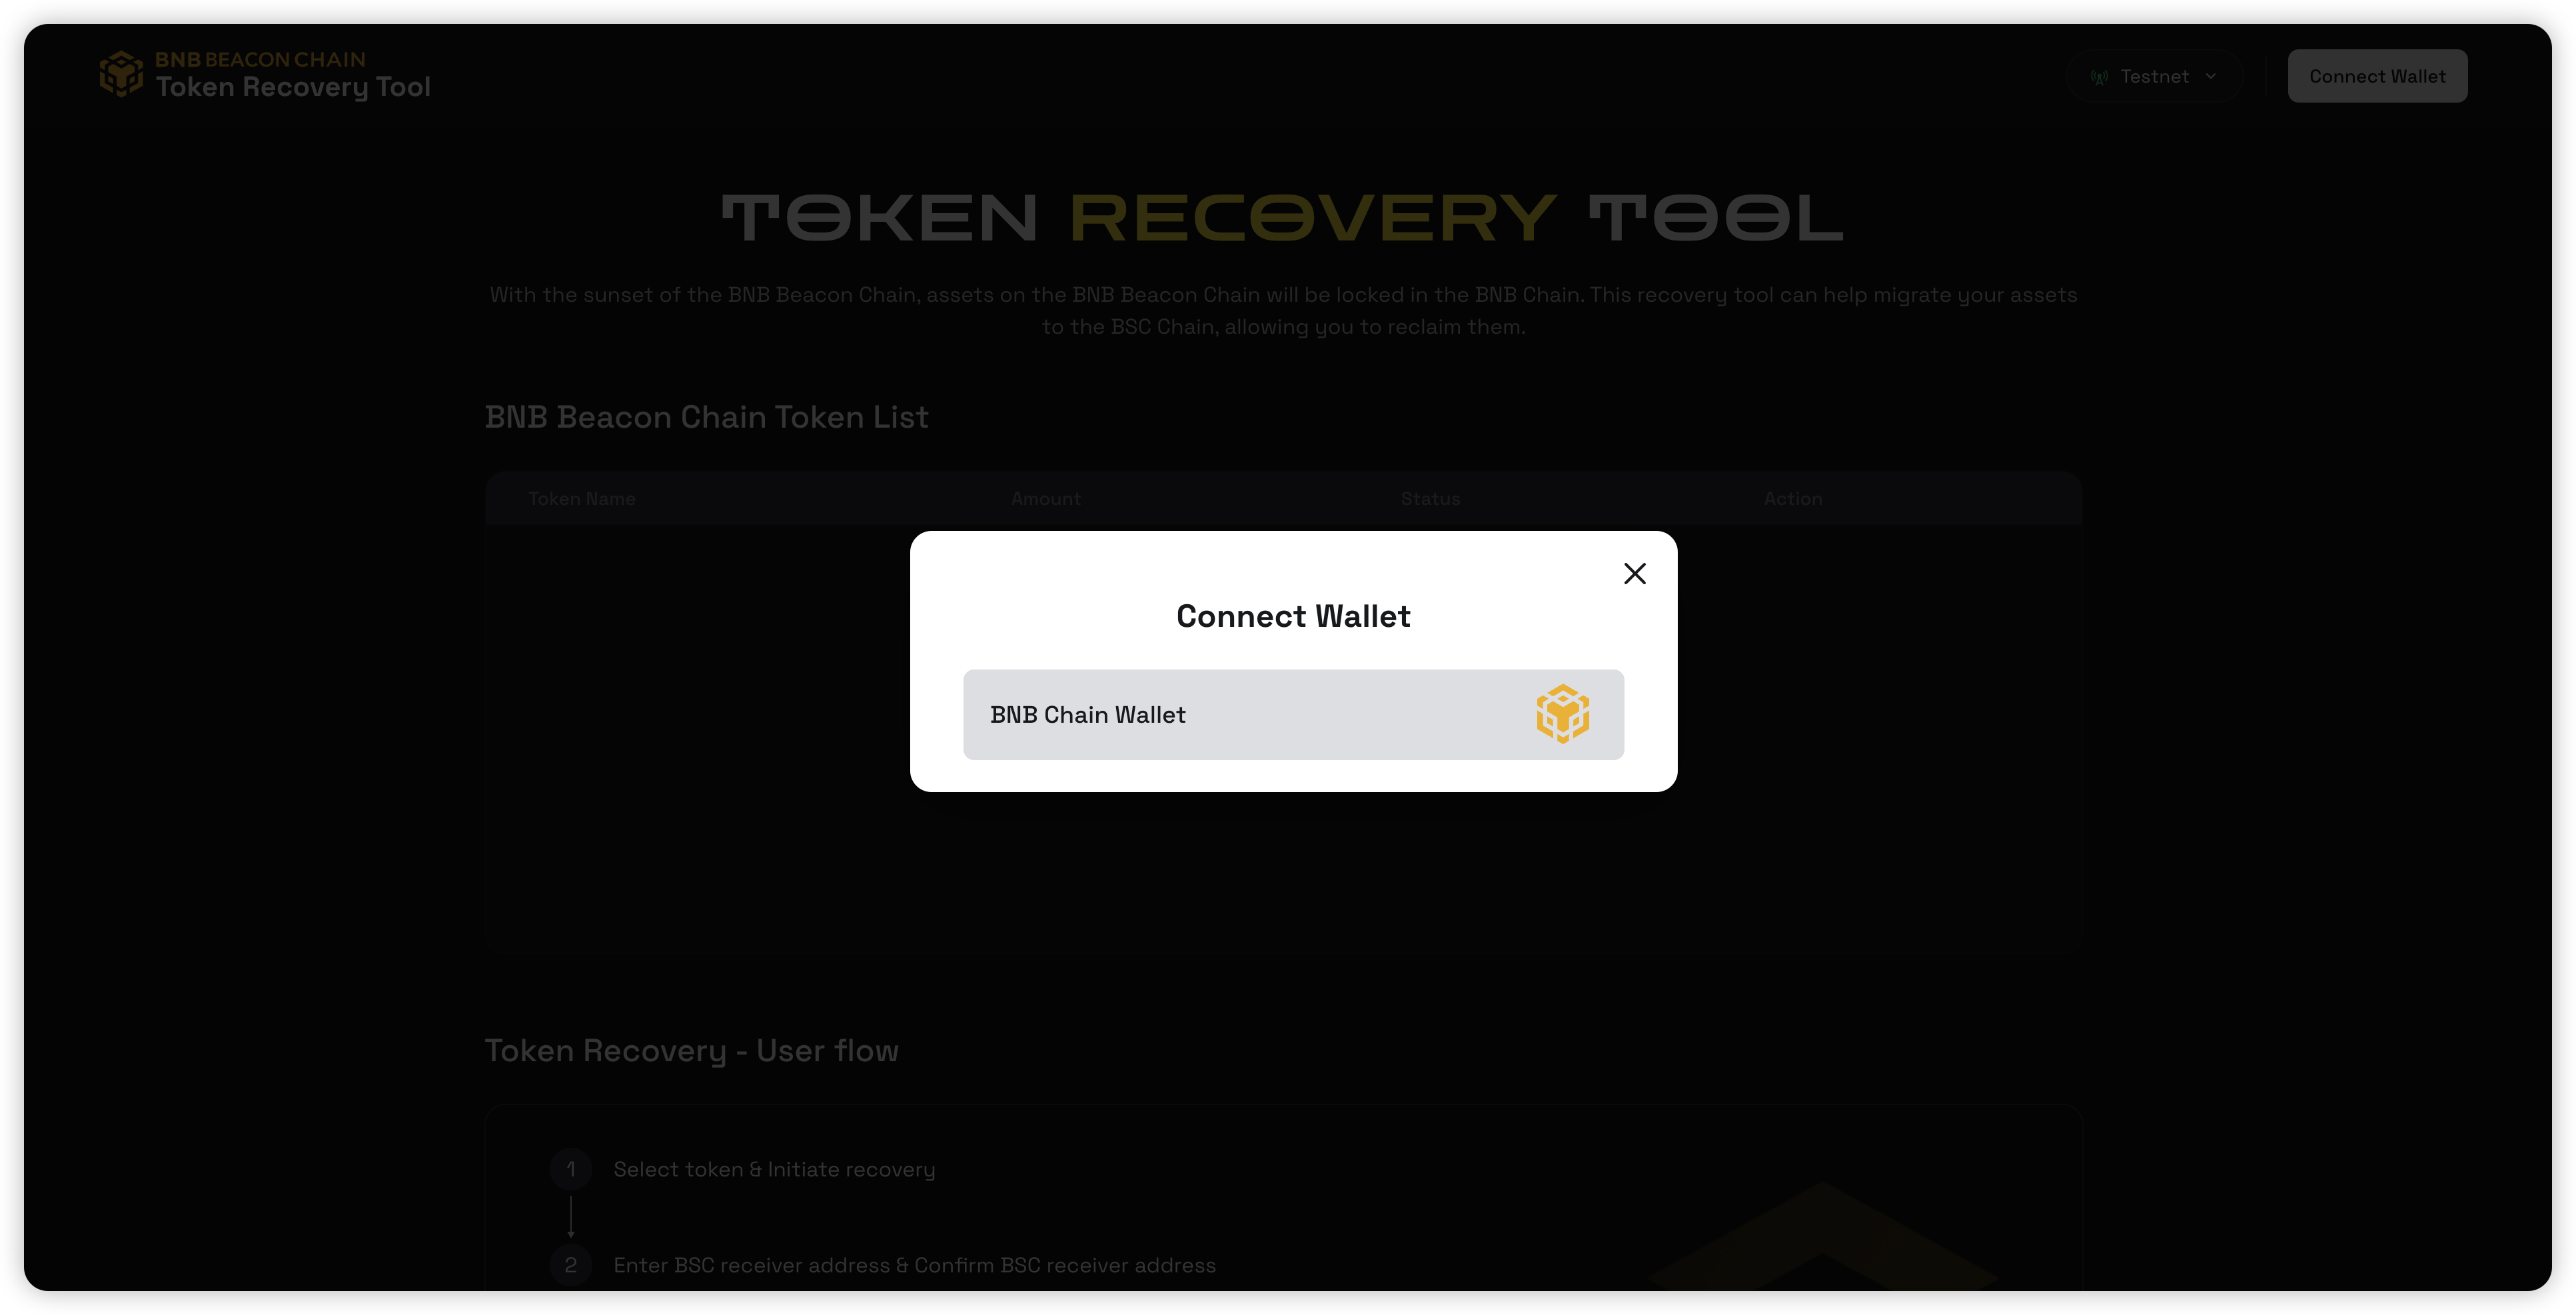 BNB BEACON CHAIN
Token Recovery Tool
Testnet
Connect Wallet
TOKEN RECOVERY TOOL
With the sunset of the BNB Beacon Chain, assets on the BNB Beacon Chain will be locked in the BNB Chain. This recovery tool can help migrate your assets
to the BSC Chain, allowing you to reclaim them.
BNB Beacon Chain Token List
Token Name Amount Status Action
Connect Wallet
BNB Chain Wallet
Token Recovery - User flow
1 Select token & Initiate recovery
2 Enter BSC receiver address & Confirm BSC receiver address